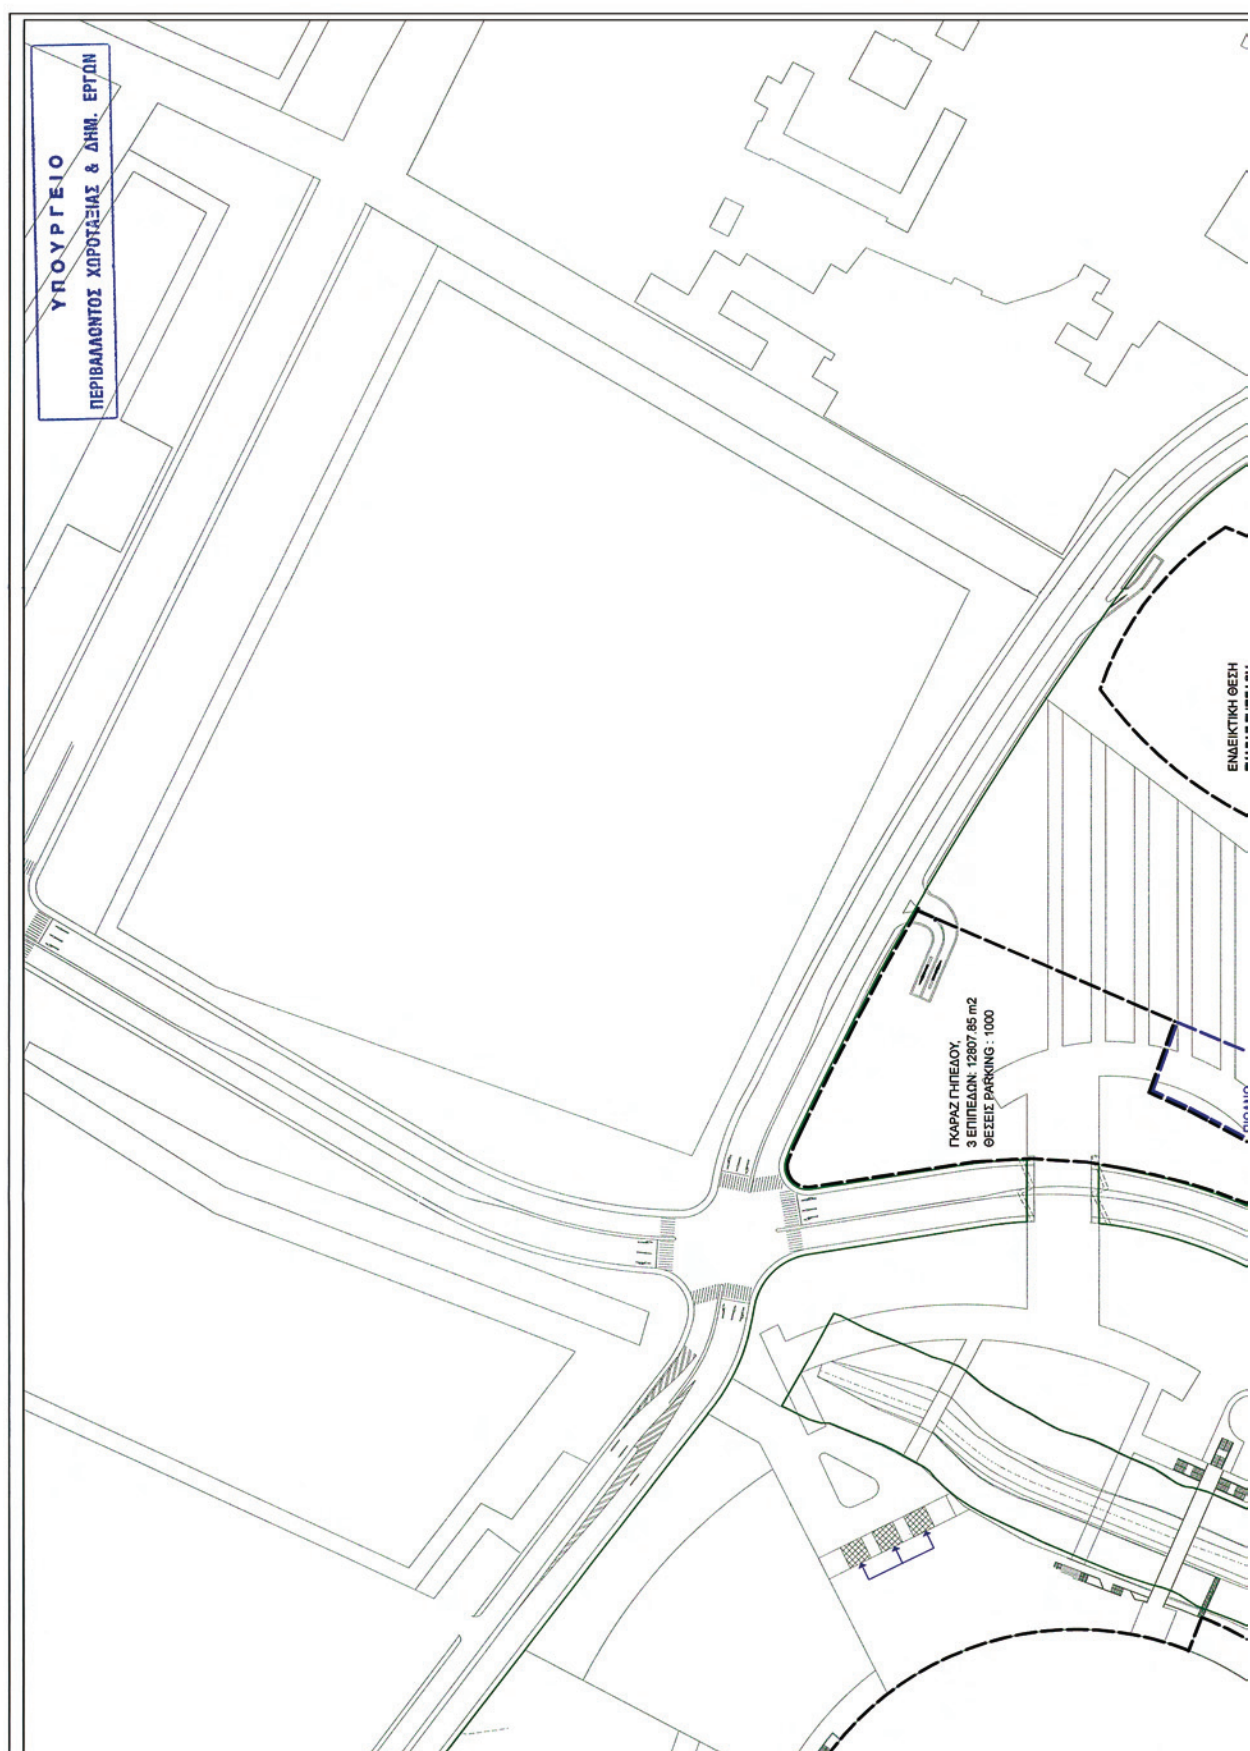 ΥΠΟΥΡΓΕΙΟ
ΠΕΡΙΒΑΛΛΟΝΤΟΣ ΧΩΡΟΤΑΞΙΑΣ & ΔΗΜ. ΕΡΓΩΝ
ΓΚΑΡΑΖ ΓΗΠΕΔΟΥ,
3 ΕΠΙΠΕΔΩΝ: 12807.85 m2
ΘΕΣΕΙΣ PARKING : 1000
ΕΝΔΕΙΚΤΙΚΗ ΘΕΣΗ